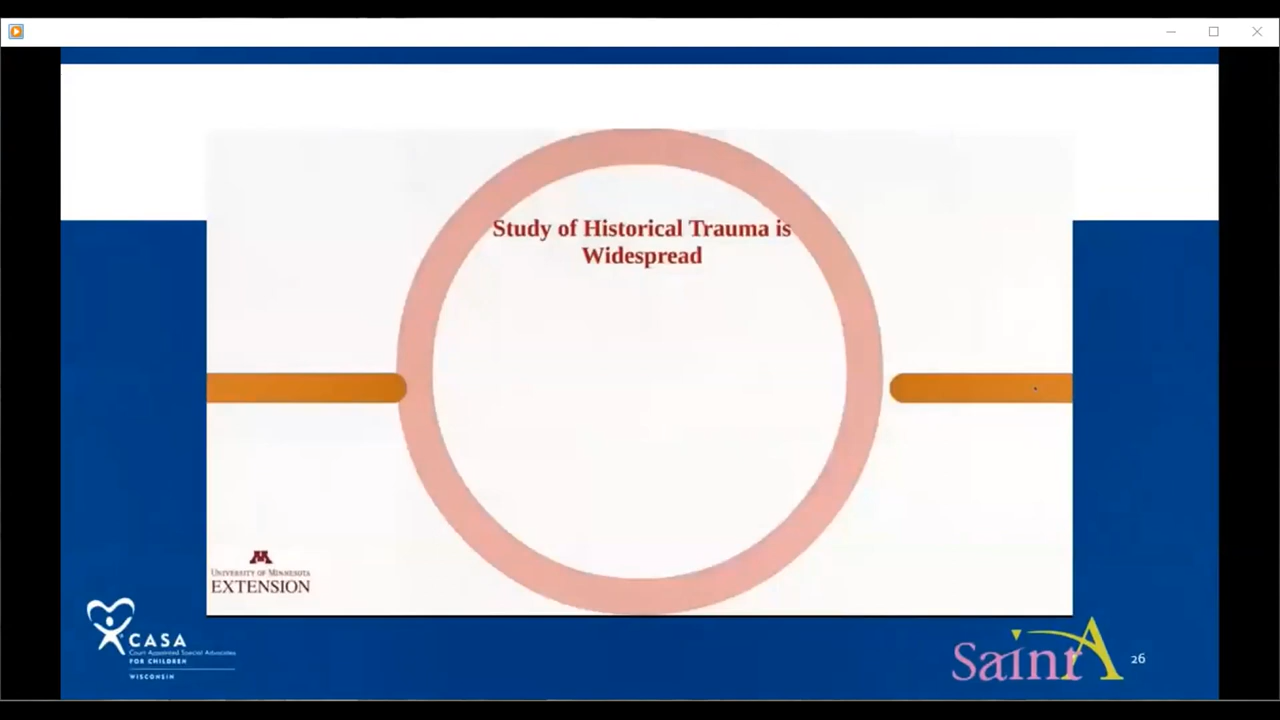 Study of Historical Trauma is
Widespread
UNIVERSITY OF MINNESOTA
EXTENSION
CASA
Court Appointed Special Advocates
FOR CHILDREN
WISCONSIN
SaintA
26